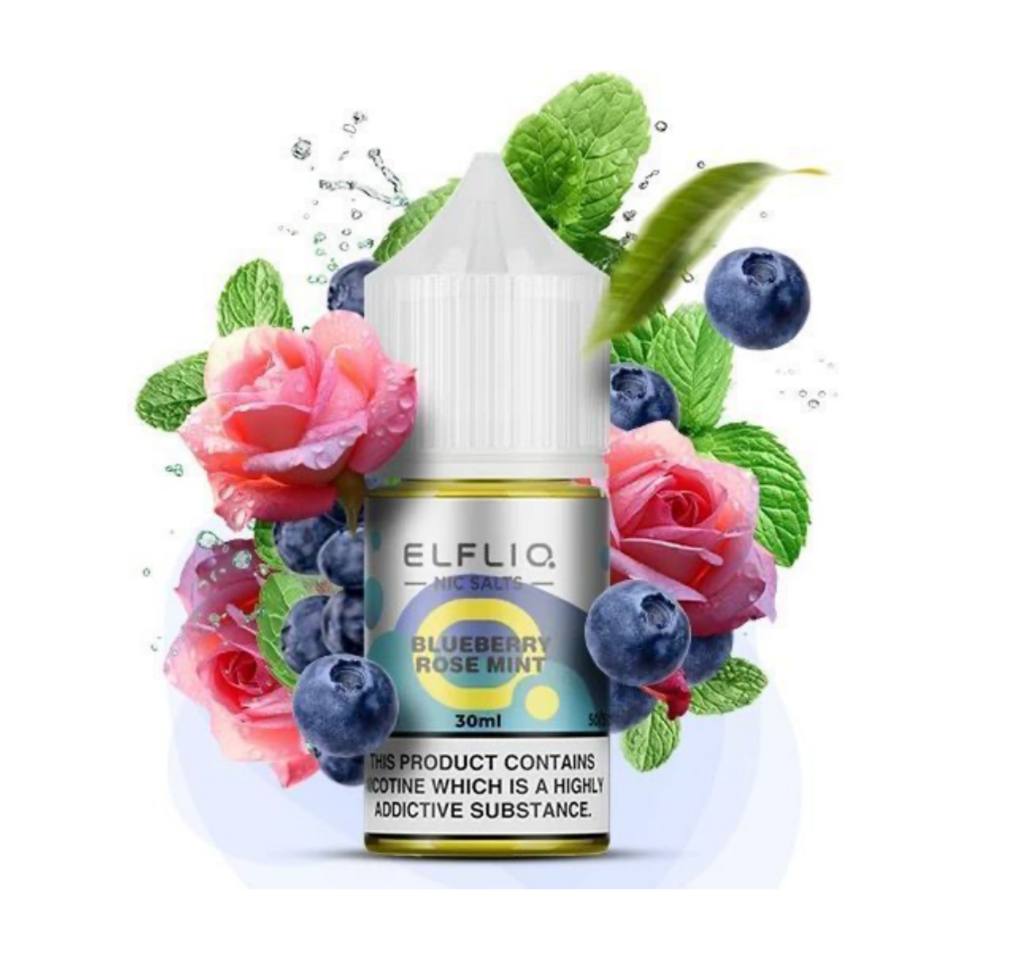 ELFLIQ
NIC SALTS
BLUEBERRY
ROSE MINT
30ml
THIS PRODUCT CONTAINS
NICOTINE WHICH IS A HIGHLY
ADDICTIVE SUBSTANCE.